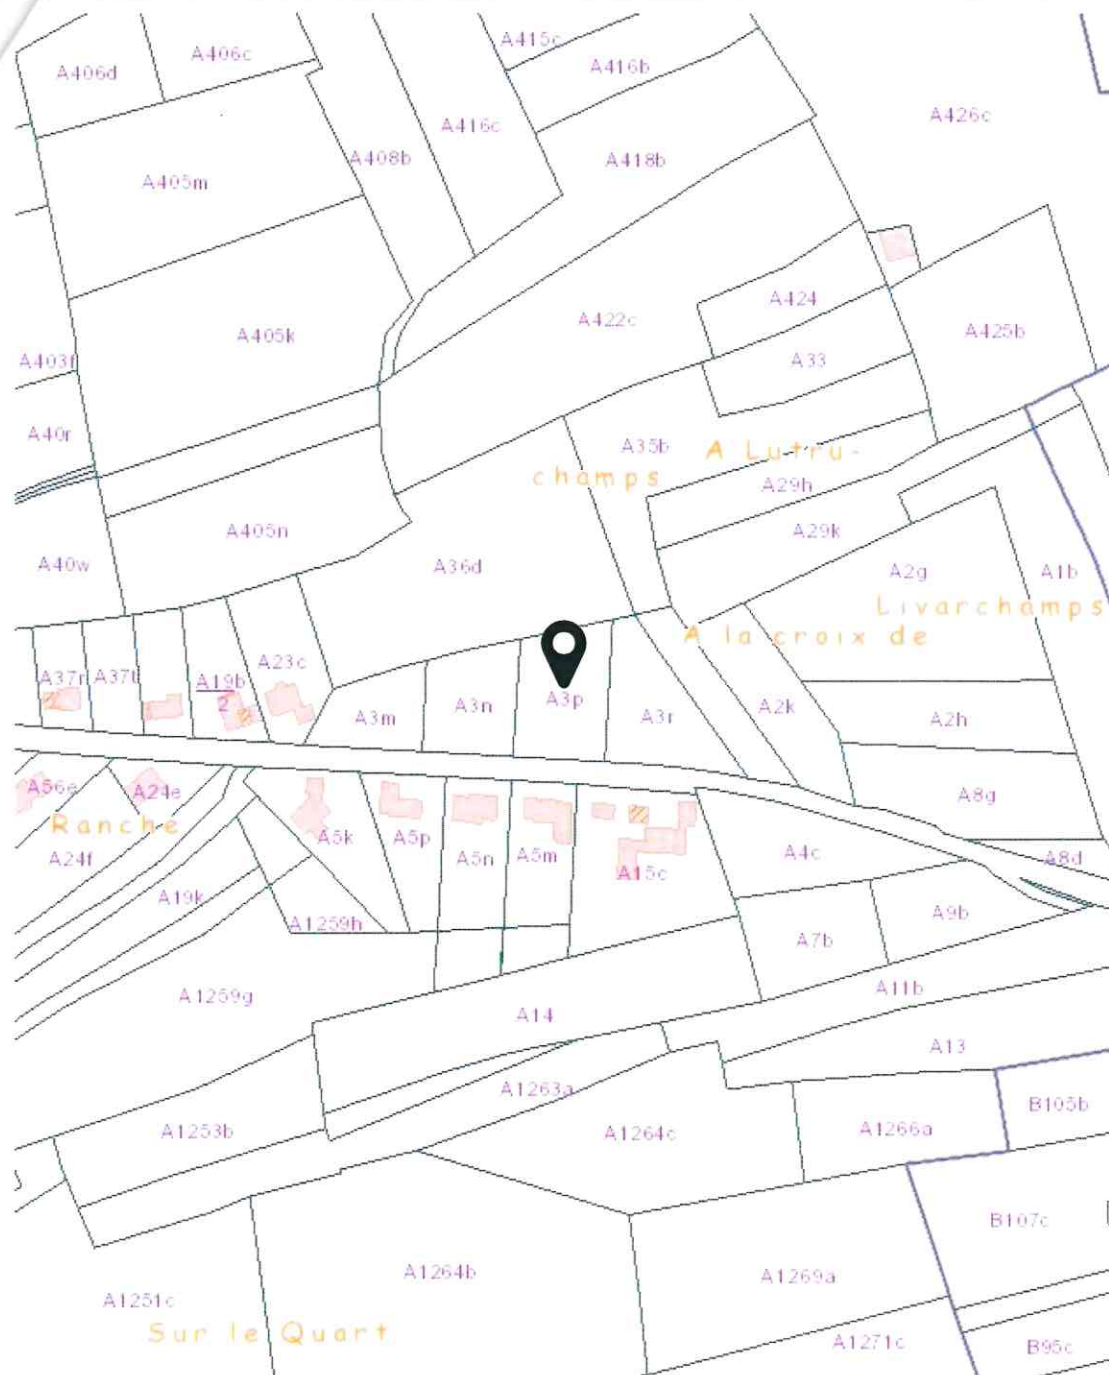 A406d
A406c
A415c
A416b
A416c
A426c
A405m
A408b
A418b
A424
A422c
A405k
A425b
A403f
A33
A40r
A35b
A Lutru-
champs
A29h
A405n
A29k
A40w
A36d
A2g
A1b
Livarchamps
A la croix de
A37r
A37t
A19b
2
A23c
A3m
A3n
A3p
A3r
A2k
A2h
A56e
A24e
A8g
Ranche
A24f
A5k
A5p
A5n
A5m
A15c
A4c
A8d
A19k
A1259h
A7b
A9b
A1259g
A14
A11b
A13
A1263a
A1253b
A1264c
A1266a
B105b
B107c
A1264b
A1269a
A1251c
Sur le Quart
A1271c
B95c